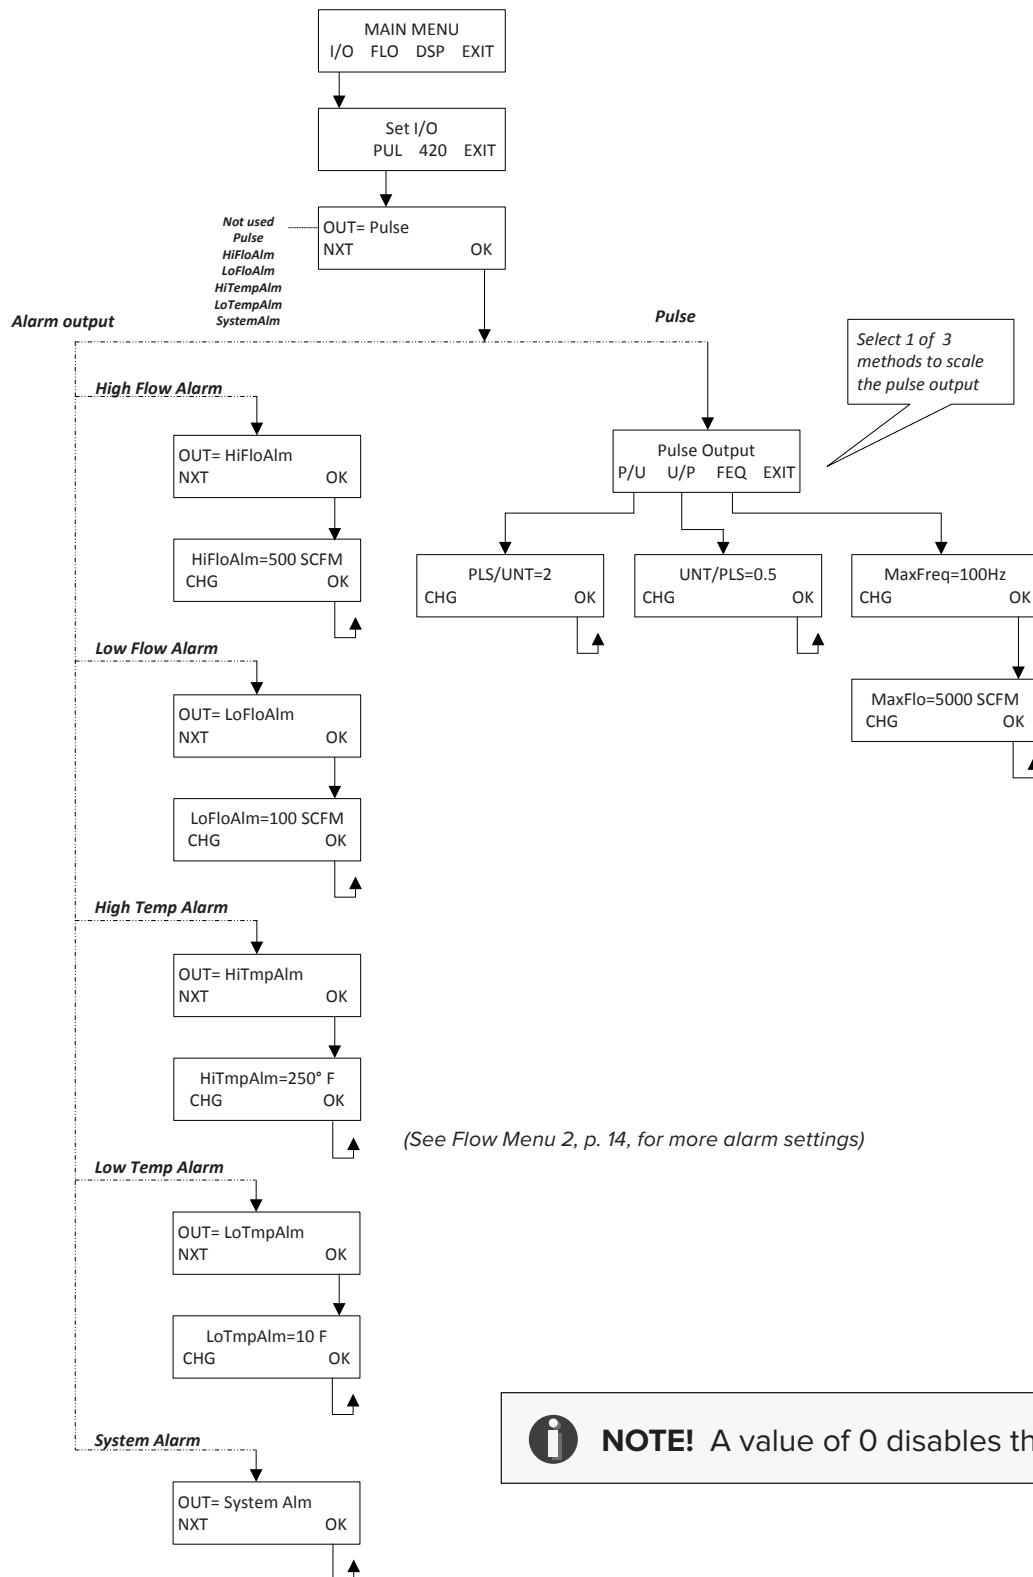 MAIN MENU
I/O FLO DSP EXIT
Set I/O
PUL 420 EXIT
OUT= Pulse
NXT OK
Not used
Pulse
HiFloAlm
LoFloAlm
HiTempAlm
LoTempAlm
SystemAlm
Alarm output
Pulse
Select 1 of 3
methods to scale
the pulse output
High Flow Alarm
OUT= HiFloAlm
NXT OK
HiFloAlm=500 SCFM
CHG OK
Pulse Output
P/U U/P FEQ EXIT
PLS/UNT=2
CHG OK
UNT/PLS=0.5
CHG OK
MaxFreq=100Hz
CHG OK
MaxFlo=5000 SCFM
CHG OK
Low Flow Alarm
OUT= LoFloAlm
NXT OK
LoFloAlm=100 SCFM
CHG OK
High Temp Alarm
OUT= HiTmpAlm
NXT OK
HiTmpAlm=250° F
CHG OK
(See Flow Menu 2, p. 14, for more alarm settings)
Low Temp Alarm
OUT= LoTmpAlm
NXT OK
LoTmpAlm=10 F
CHG OK
NOTE! A value of 0 disables th
System Alarm
OUT= System Alm
NXT OK